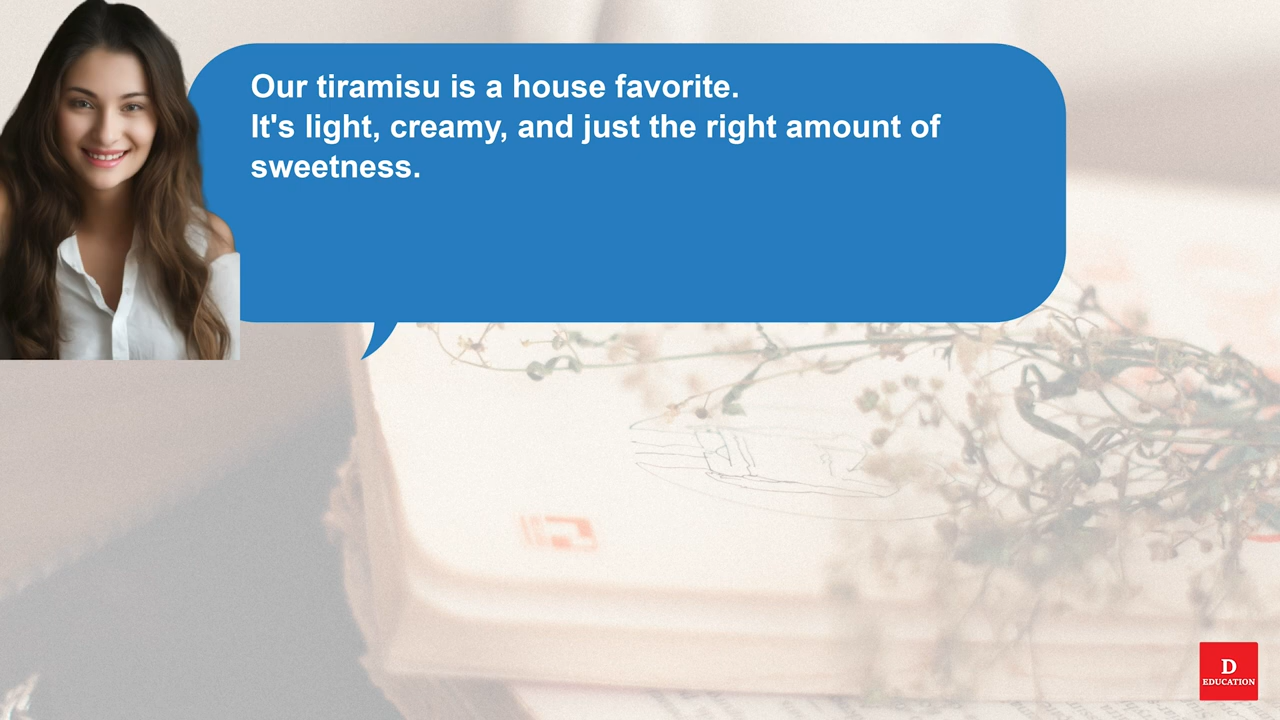 Our tiramisu is a house favorite.
It's light, creamy, and just the right amount of
sweetness.
D
EDUCATION